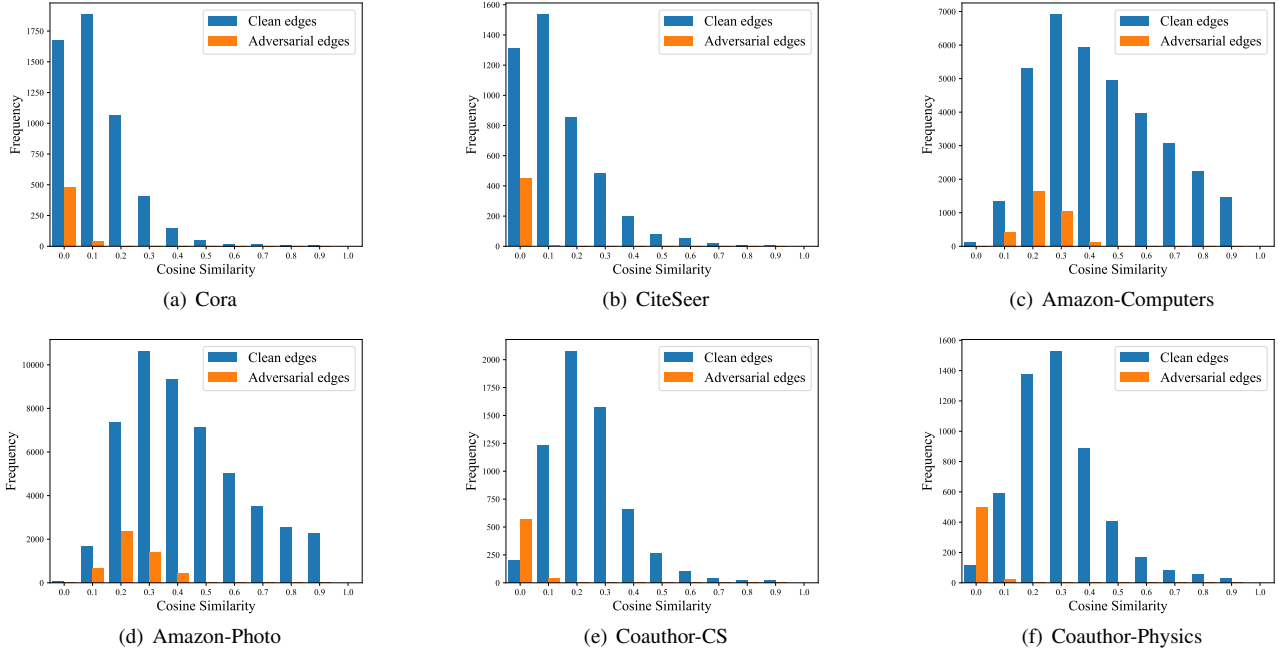 Clean edges
Adversarial edges
Frequency
1750
1500
1250
1000
750
500
250
0
0.0 0.1 0.2 0.3 0.4 0.5 0.6 0.7 0.8 0.9 1.0
Cosine Similarity
(a) Cora
Clean edges
Adversarial edges
Frequency
1600
1400
1200
1000
800
600
400
200
0
0.0 0.1 0.2 0.3 0.4 0.5 0.6 0.7 0.8 0.9 1.0
Cosine Similarity
(b) CiteSeer
Clean edges
Adversarial edges
Frequency
7000
6000
5000
4000
3000
2000
1000
0
0.0 0.1 0.2 0.3 0.4 0.5 0.6 0.7 0.8 0.9 1.0
Cosine Similarity
(c) Amazon-Computers
Clean edges
Adversarial edges
Frequency
10000
8000
6000
4000
2000
0
0.0 0.1 0.2 0.3 0.4 0.5 0.6 0.7 0.8 0.9 1.0
Cosine Similarity
(d) Amazon-Photo
Clean edges
Adversarial edges
Frequency
2000
1750
1500
1250
1000
750
500
250
0
0.0 0.1 0.2 0.3 0.4 0.5 0.6 0.7 0.8 0.9 1.0
Cosine Similarity
(e) Coauthor-CS
Clean edges
Adversarial edges
Frequency
1600
1400
1200
1000
800
600
400
200
0
0.0 0.1 0.2 0.3 0.4 0.5 0.6 0.7 0.8 0.9 1.0
Cosine Similarity
(f) Coauthor-Physics